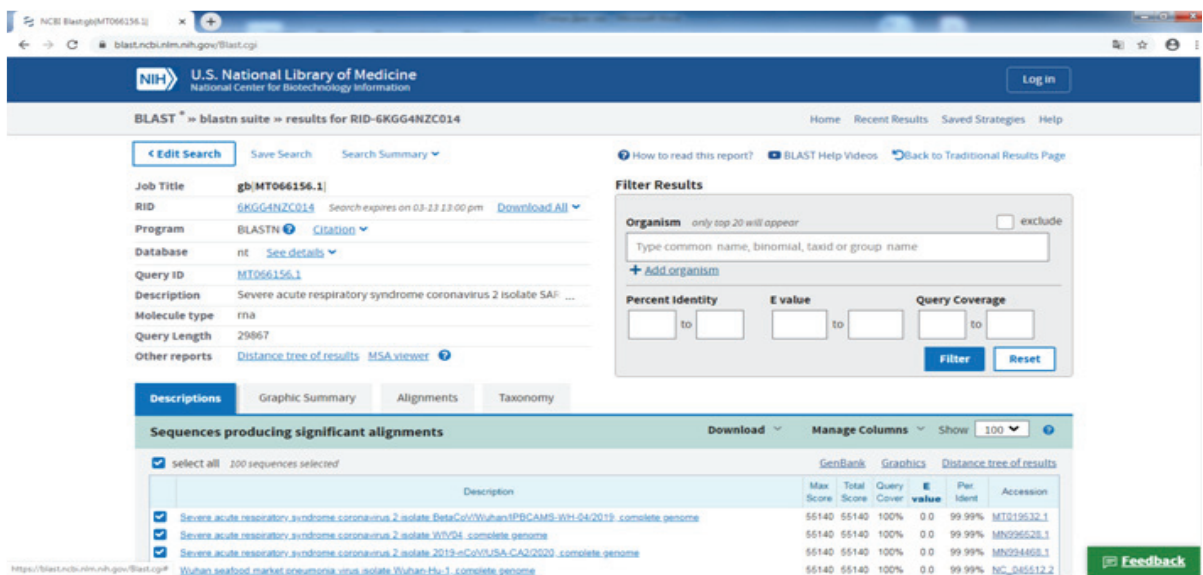 NCBI Blast:gb|MT066156.1|
blast.ncbi.nlm.nih.gov/Blast.cgi
NIH U.S. National Library of Medicine
National Center for Biotechnology Information
Log in
BLAST ® » blastn suite » results for RID-6KGG4NZC014
Home Recent Results Saved Strategies Help
< Edit Search Save Search Search Summary
How to read this report? BLAST Help Videos Back to Traditional Results Page
Job Title gb|MT066156.1|
RID 6KGG4NZC014 Search expires on 03-13 13:00 pm Download All
Program BLASTN Citation
Database nt See details
Query ID MT066156.1
Description Severe acute respiratory syndrome coronavirus 2 isolate SAR ...
Molecule type rna
Query Length 29867
Other reports Distance tree of results MSA viewer
Filter Results
Organism only top 20 will appear exclude
Type common name, binomial, taxid or group name
+ Add organism
Percent Identity E value Query Coverage
to to to
Filter Reset
Descriptions Graphic Summary Alignments Taxonomy
Sequences producing significant alignments Download Manage Columns Show 100
select all 100 sequences selected GenBank Graphics Distance tree of results
Description Max Score Total Score Query Cover E value Per. Ident Accession
Severe acute respiratory syndrome coronavirus 2 isolate BetaCoV/Wuhan/IPBCAMS-WH-04/2019, complete genome 55140 55140 100% 0.0 99.99% MT019532.1
Severe acute respiratory syndrome coronavirus 2 isolate WIV04, complete genome 55140 55140 100% 0.0 99.99% MN996528.1
Severe acute respiratory syndrome coronavirus 2 isolate 2019-nCoV/USA-CA2/2020, complete genome 55140 55140 100% 0.0 99.99% MN994468.1
Wuhan seafood market pneumonia virus isolate Wuhan-Hu-1, complete genome 55140 55140 100% 0.0 99.99% NC_045512.2
https://blast.ncbi.nlm.nih.gov/Blast.cgi#
Feedback